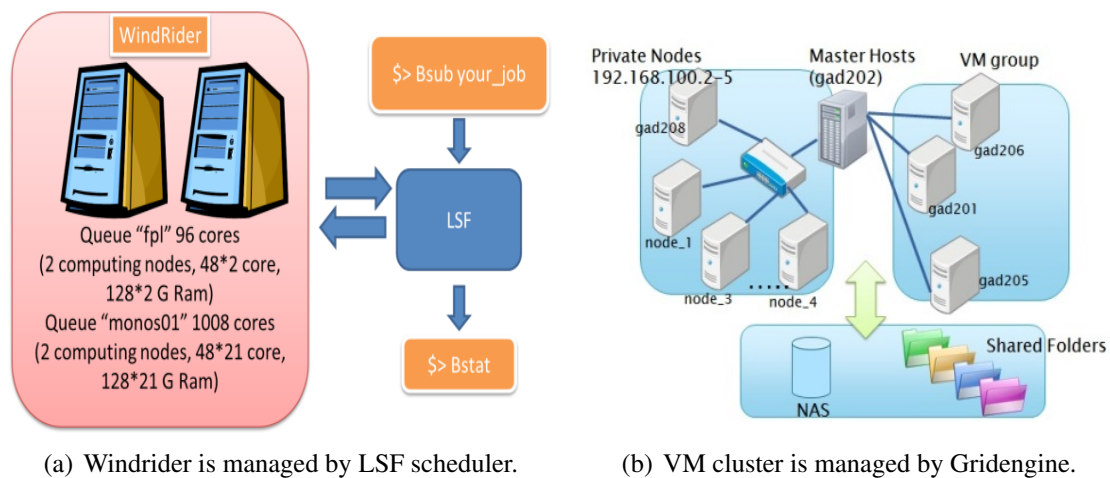 WindRider
$> Bsub your_job
LSF
Queue “fpl” 96 cores
(2 computing nodes, 48*2 core,
128*2 G Ram)
Queue “monos01” 1008 cores
(2 computing nodes, 48*21 core,
128*21 G Ram)
$> Bstat
(a) Windrider is managed by LSF scheduler.
Private Nodes
192.168.100.2-5
Master Hosts
(gad202)
VM group
gad208
gad206
node_1
gad201
node_3
.....
node_4
gad205
Shared Folders
NAS
(b) VM cluster is managed by Gridengine.